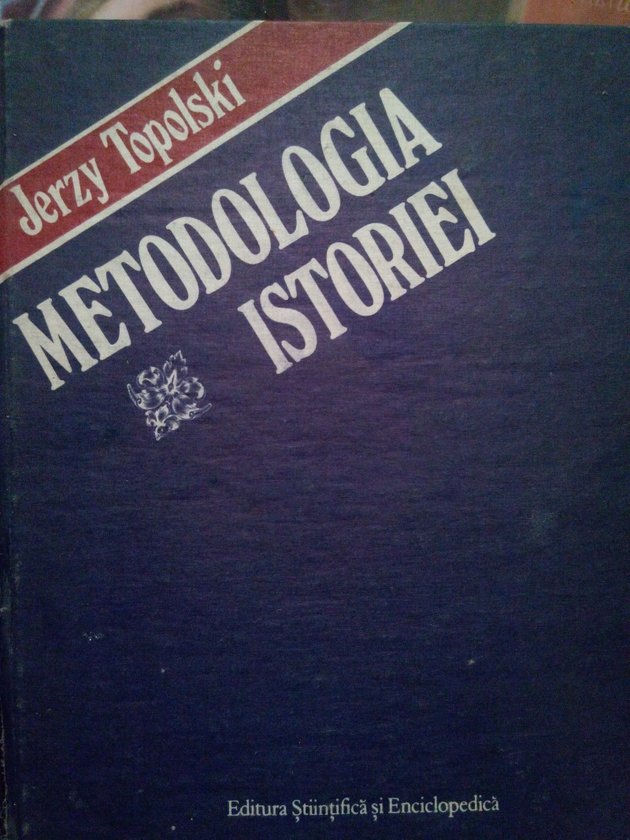 Jerzy Topolski
METODOLOGIA
ISTORIEI
Editura Științifică și Enciclopedică